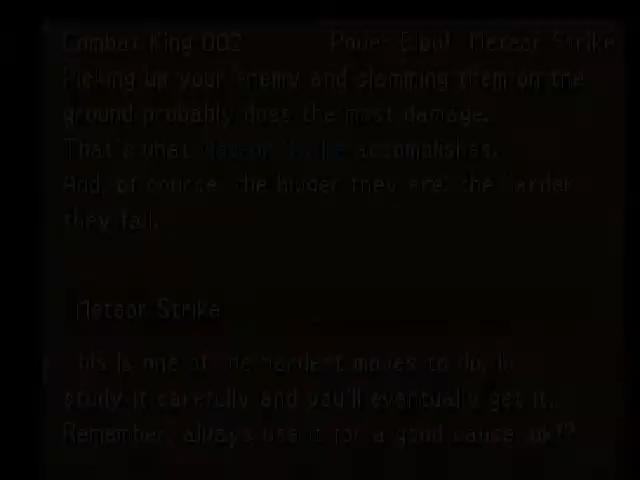 Combat King 002 Power Elbot, Meteor Strike
Picking up your enemy and slamming them on the
ground probably does the most damage.
That's what Meteor Strike accomplishes.
And, of course, the bigger they are, the harder
they fall.
Meteor Strike
This is one of the hardest moves to do,
study it carefully and you'll eventually get it.
Remember, always use it for a good cause, ok!?